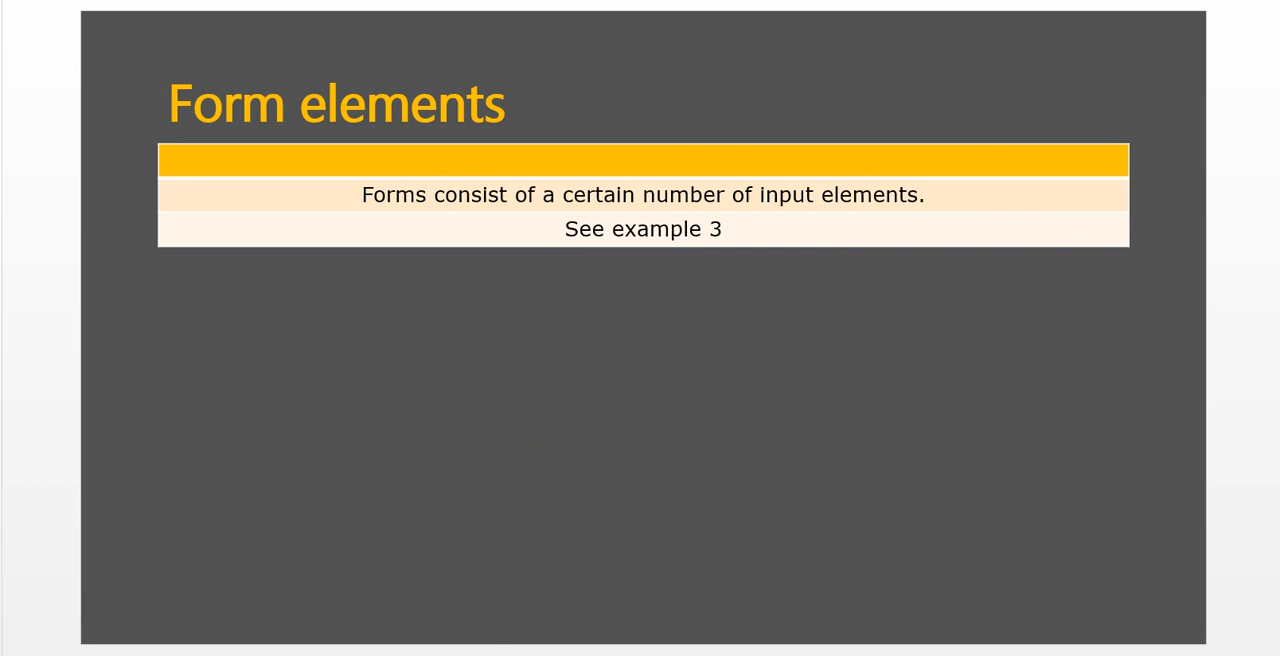 Form elements
Forms consist of a certain number of input elements.
See example 3